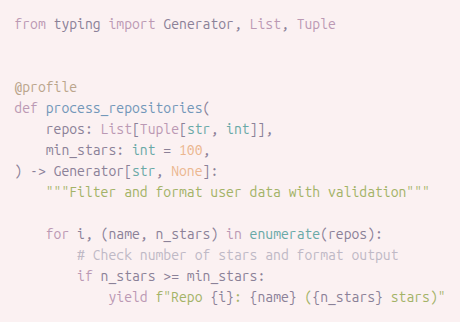 from typing import Generator, List, Tuple
@profile
def process_repositories(
    repos: List[Tuple[str, int]],
    min_stars: int = 100,
) -> Generator[str, None]:
    """Filter and format user data with validation"""
    for i, (name, n_stars) in enumerate(repos):
        # Check number of stars and format output
        if n_stars >= min_stars:
            yield f"Repo {i}: {name} ({n_stars} stars)"